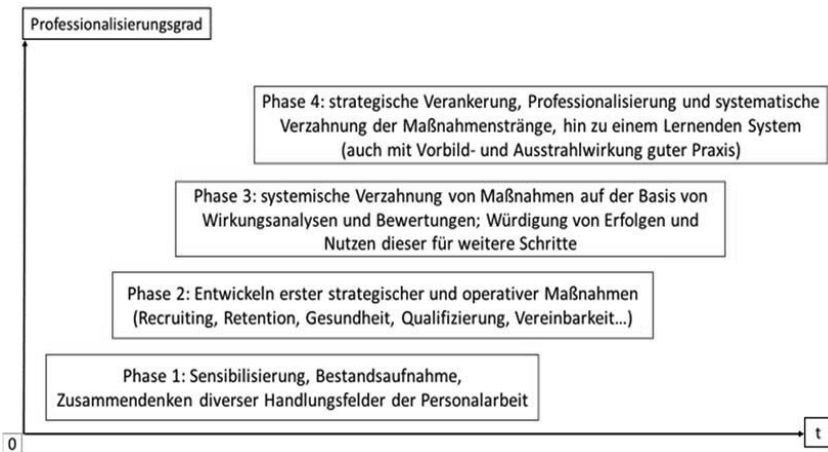 Professionalisierungsgrad
Phase 4: strategische Verankerung, Professionalisierung und systematische
Verzahnung der Maßnahmenstränge, hin zu einem Lernenden System
(auch mit Vorbild- und Ausstrahlwirkung guter Praxis)
Phase 3: systemische Verzahnung von Maßnahmen auf der Basis von
Wirkungsanalysen und Bewertungen; Würdigung von Erfolgen und
Nutzen dieser für weitere Schritte
Phase 2: Entwickeln erster strategischer und operativer Maßnahmen
(Recruiting, Retention, Gesundheit, Qualifizierung, Vereinbarkeit...)
Phase 1: Sensibilisierung, Bestandsaufnahme,
Zusammendenken diverser Handlungsfelder der Personalarbeit
t
0